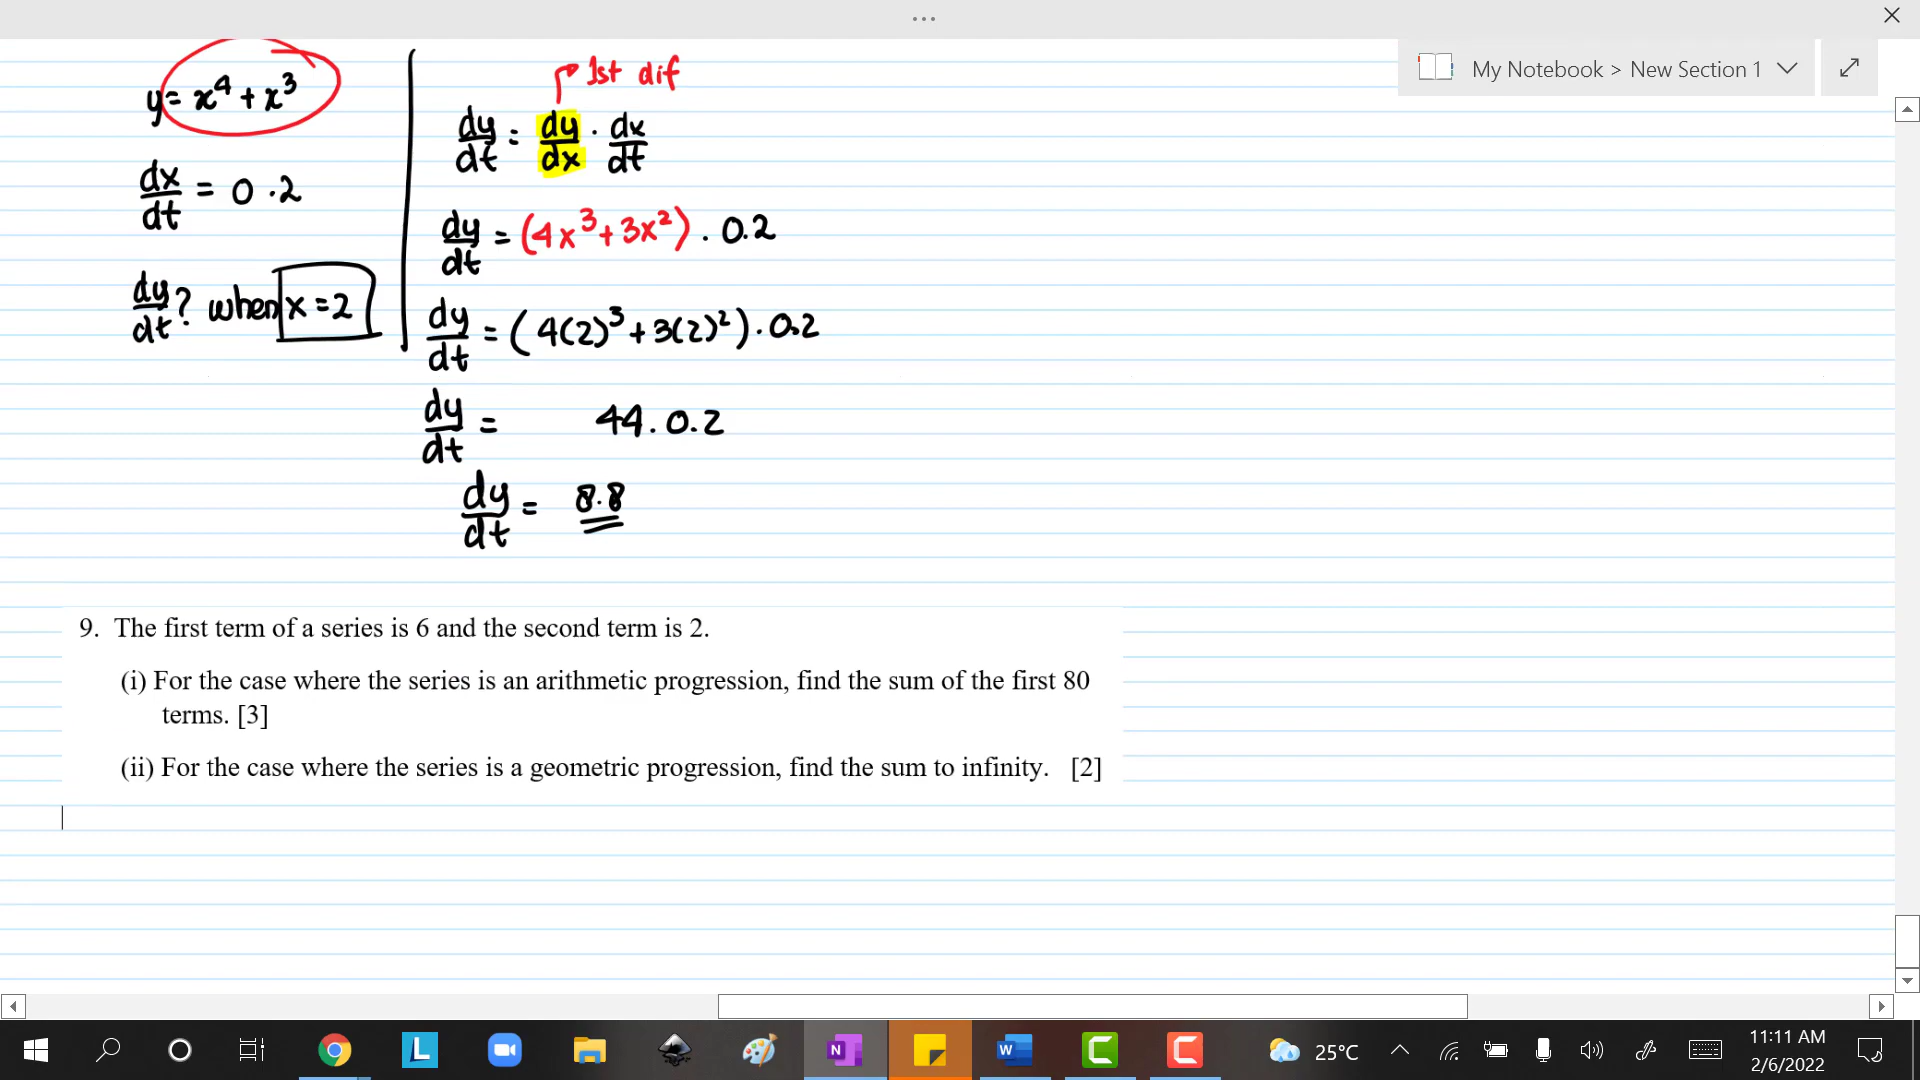 My Notebook > New Section 1
y = x⁴ + x³
dx/dt = 0.2
dy/dt? when x = 2
1st dif
dy/dt = dy/dx · dx/dt
dy/dt = (4x³ + 3x²) · 0.2
dy/dt = (4(2)³ + 3(2)²) · 0.2
dy/dt = 44 . 0.2
dy/dt = 8.8
9. The first term of a series is 6 and the second term is 2.
(i) For the case where the series is an arithmetic progression, find the sum of the first 80
terms. [3]
(ii) For the case where the series is a geometric progression, find the sum to infinity. [2]
L
N
W
25°C
11:11 AM
2/6/2022